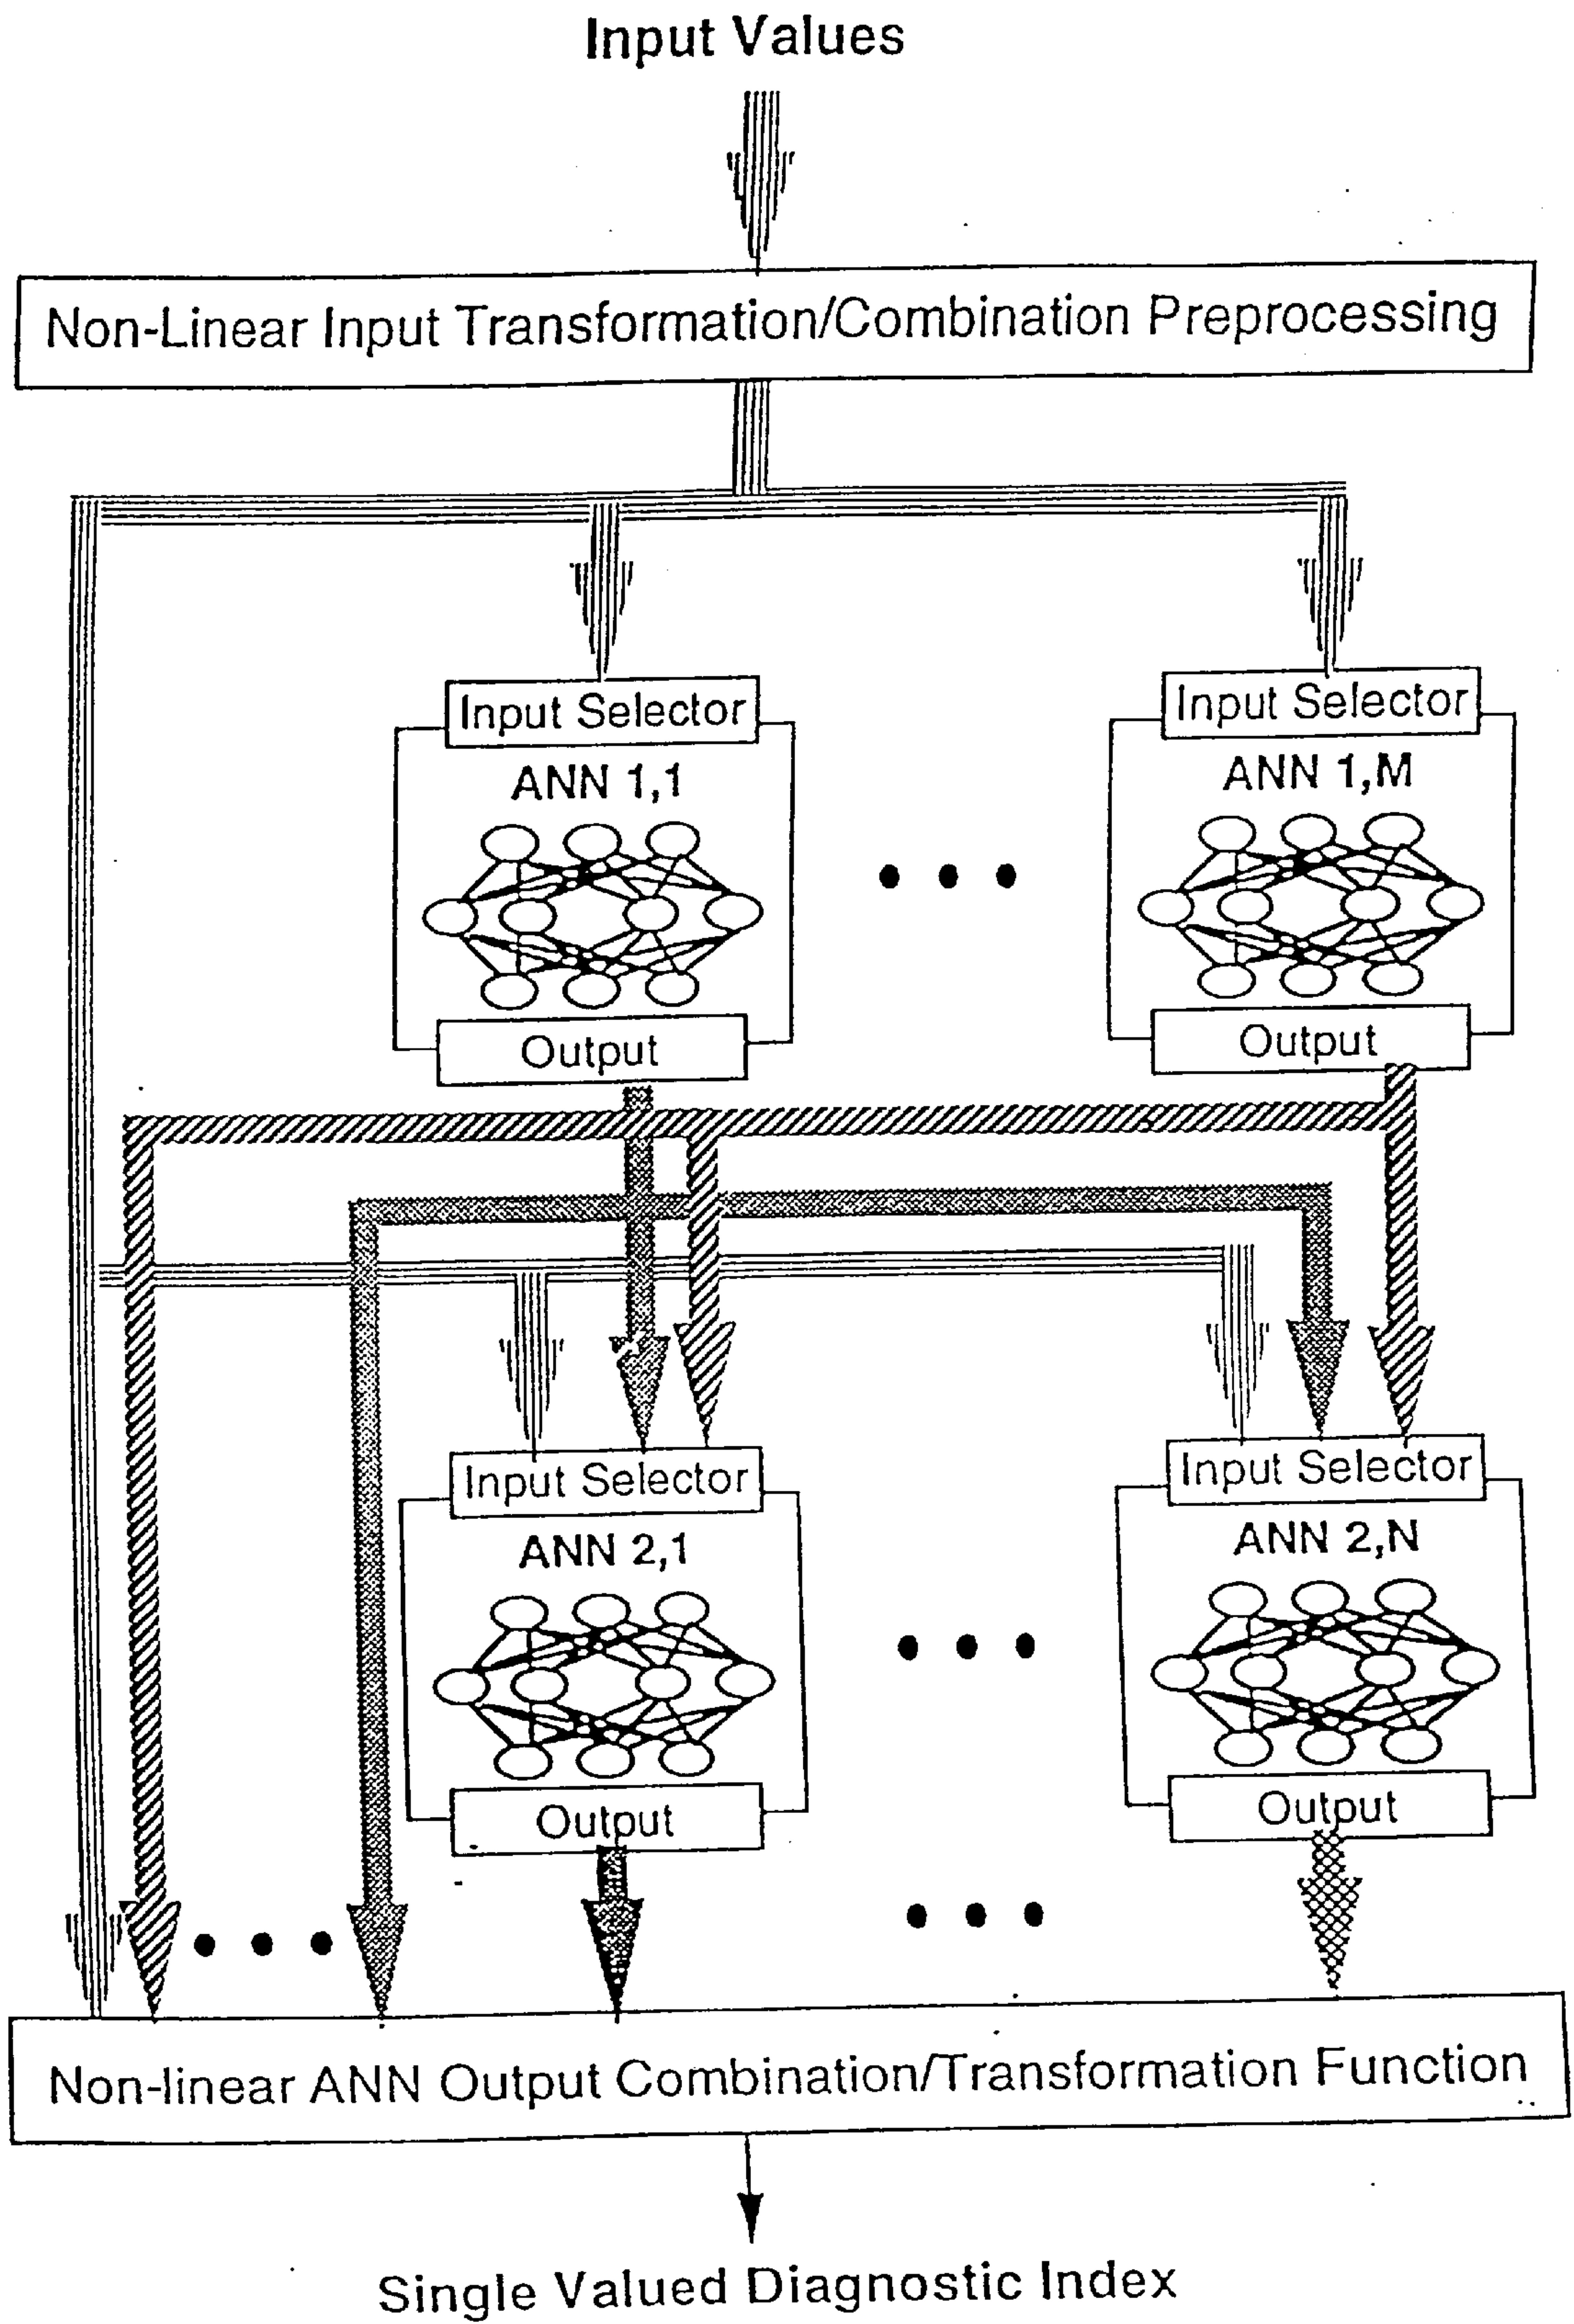 Input Values
Non-Linear Input Transformation/Combination Preprocessing
Input Selector
ANN 1,1
Output
Input Selector
ANN 1,M
Output
Input Selector
ANN 2,1
Output
Input Selector
ANN 2,N
Output
Non-linear ANN Output Combination/Transformation Function
Single Valued Diagnostic Index